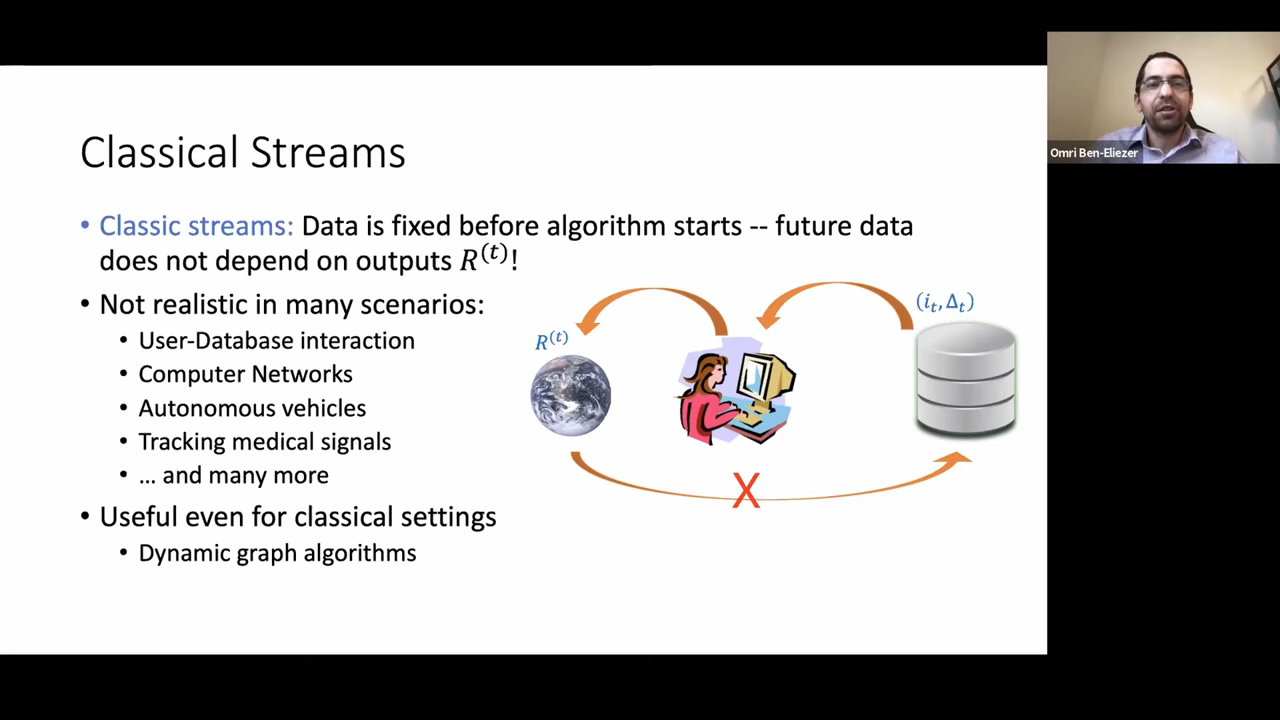 Classical Streams
• Classic streams: Data is fixed before algorithm starts -- future data
does not depend on outputs R^(t)!
• Not realistic in many scenarios:
• User-Database interaction
• Computer Networks
• Autonomous vehicles
• Tracking medical signals
• … and many more
• Useful even for classical settings
• Dynamic graph algorithms
R^(t)
(i_t, Δ_t)
X
Omri Ben-Eliezer